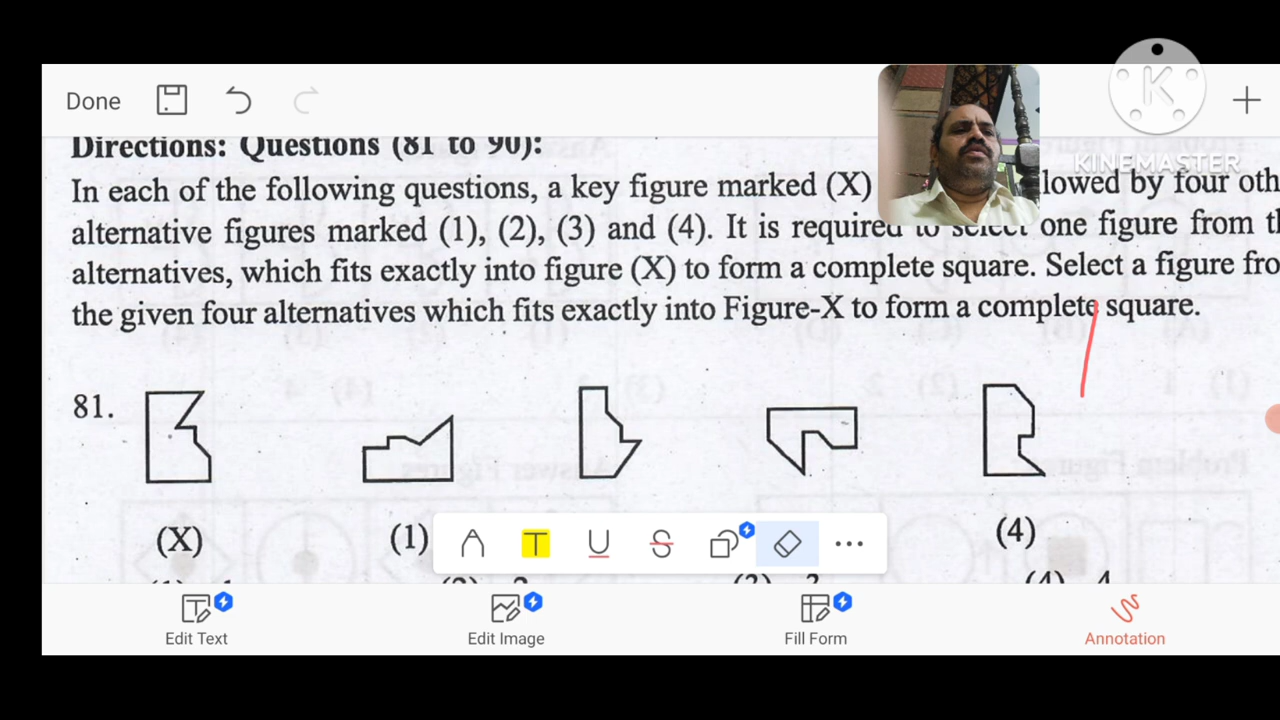 Done
KINEMASTER
Directions: Questions (81 to 90):
In each of the following questions, a key figure marked (X) lowed by four oth
alternative figures marked (1), (2), (3) and (4). It is required to select one figure from th
alternatives, which fits exactly into figure (X) to form a complete square. Select a figure fro
the given four alternatives which fits exactly into Figure-X to form a complete square.
81.
(X) (1) (4)
Edit Text Edit Image Fill Form Annotation